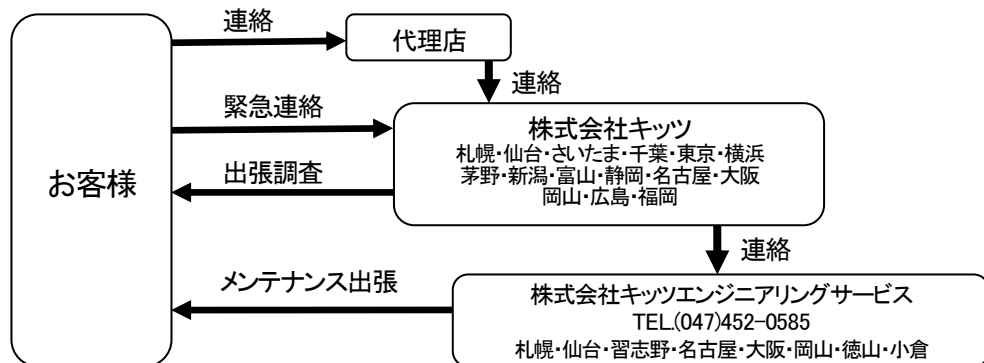 連絡
代理店
連絡
緊急連絡
株式会社キッツ
札幌・仙台・さいたま・千葉・東京・横浜
茅野・新潟・富山・静岡・名古屋・大阪
岡山・広島・福岡
お客様
出張調査
連絡
メンテナンス出張
株式会社キッツエンジニアリングサービス
TEL.(047)452-0585
札幌・仙台・習志野・名古屋・大阪・岡山・徳山・小倉